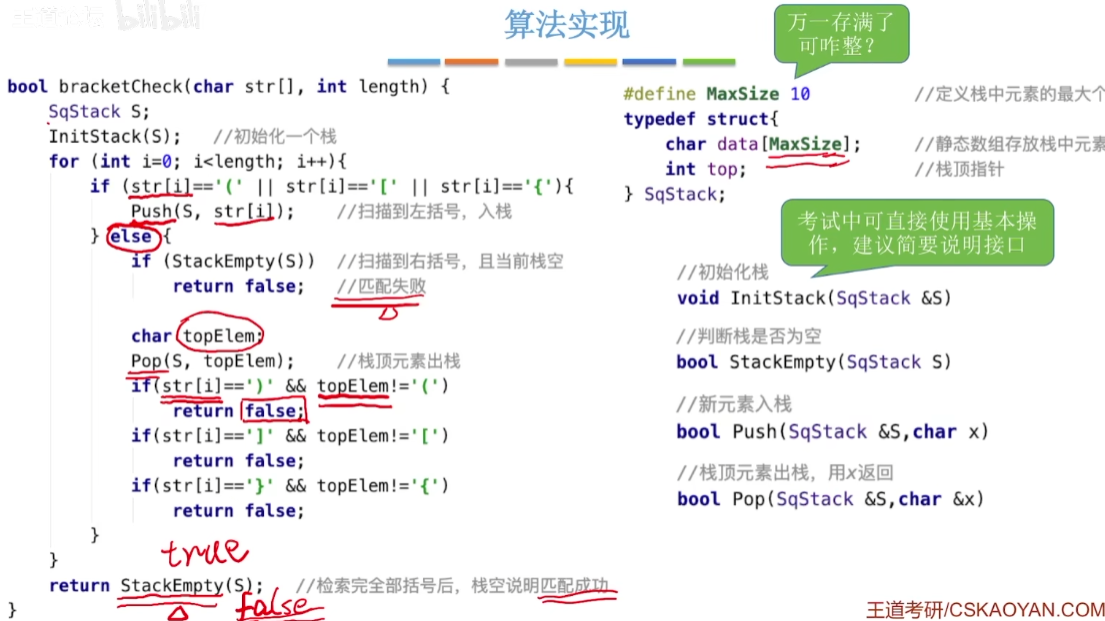 王道论坛 bilibili
算法实现
万一存满了
可咋整？
bool bracketCheck(char str[], int length) {
SqStack S;
InitStack(S); //初始化一个栈
for (int i=0; i<length; i++){
if (str[i]=='(' || str[i]=='[' || str[i]=='{'){
Push(S, str[i]); //扫描到左括号，入栈
} else {
if (StackEmpty(S)) //扫描到右括号，且当前栈空
return false; //匹配失败
char topElem;
Pop(S, topElem); //栈顶元素出栈
if(str[i]==')' && topElem!='(')
return false;
if(str[i]==']' && topElem!='[')
return false;
if(str[i]=='}' && topElem!='{')
return false;
}
true
}
return StackEmpty(S); //检索完全部括号后，栈空说明匹配成功
false
}
#define MaxSize 10 //定义栈中元素的最大个
typedef struct{
char data[MaxSize]; //静态数组存放栈中元素
int top; //栈顶指针
} SqStack;
考试中可直接使用基本操
作，建议简要说明接口
//初始化栈
void InitStack(SqStack &S)
//判断栈是否为空
bool StackEmpty(SqStack S)
//新元素入栈
bool Push(SqStack &S,char x)
//栈顶元素出栈，用x返回
bool Pop(SqStack &S,char &x)
王道考研/CSKAOYAN.COM